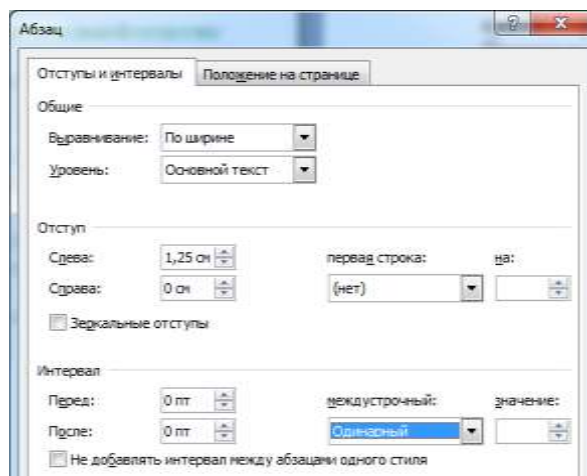 Абзац
Отступы и интервалы Положение на странице
Общие
Выравнивание: По ширине
Уровень: Основной текст
Отступ
Слева: 1,25 см первая строка: на:
Справа: 0 см (нет)
Зеркальные отступы
Интервал
Перед: 0 пт междустрочный: значение:
После: 0 пт Одинарный
Не добавлять интервал между абзацами одного стиля